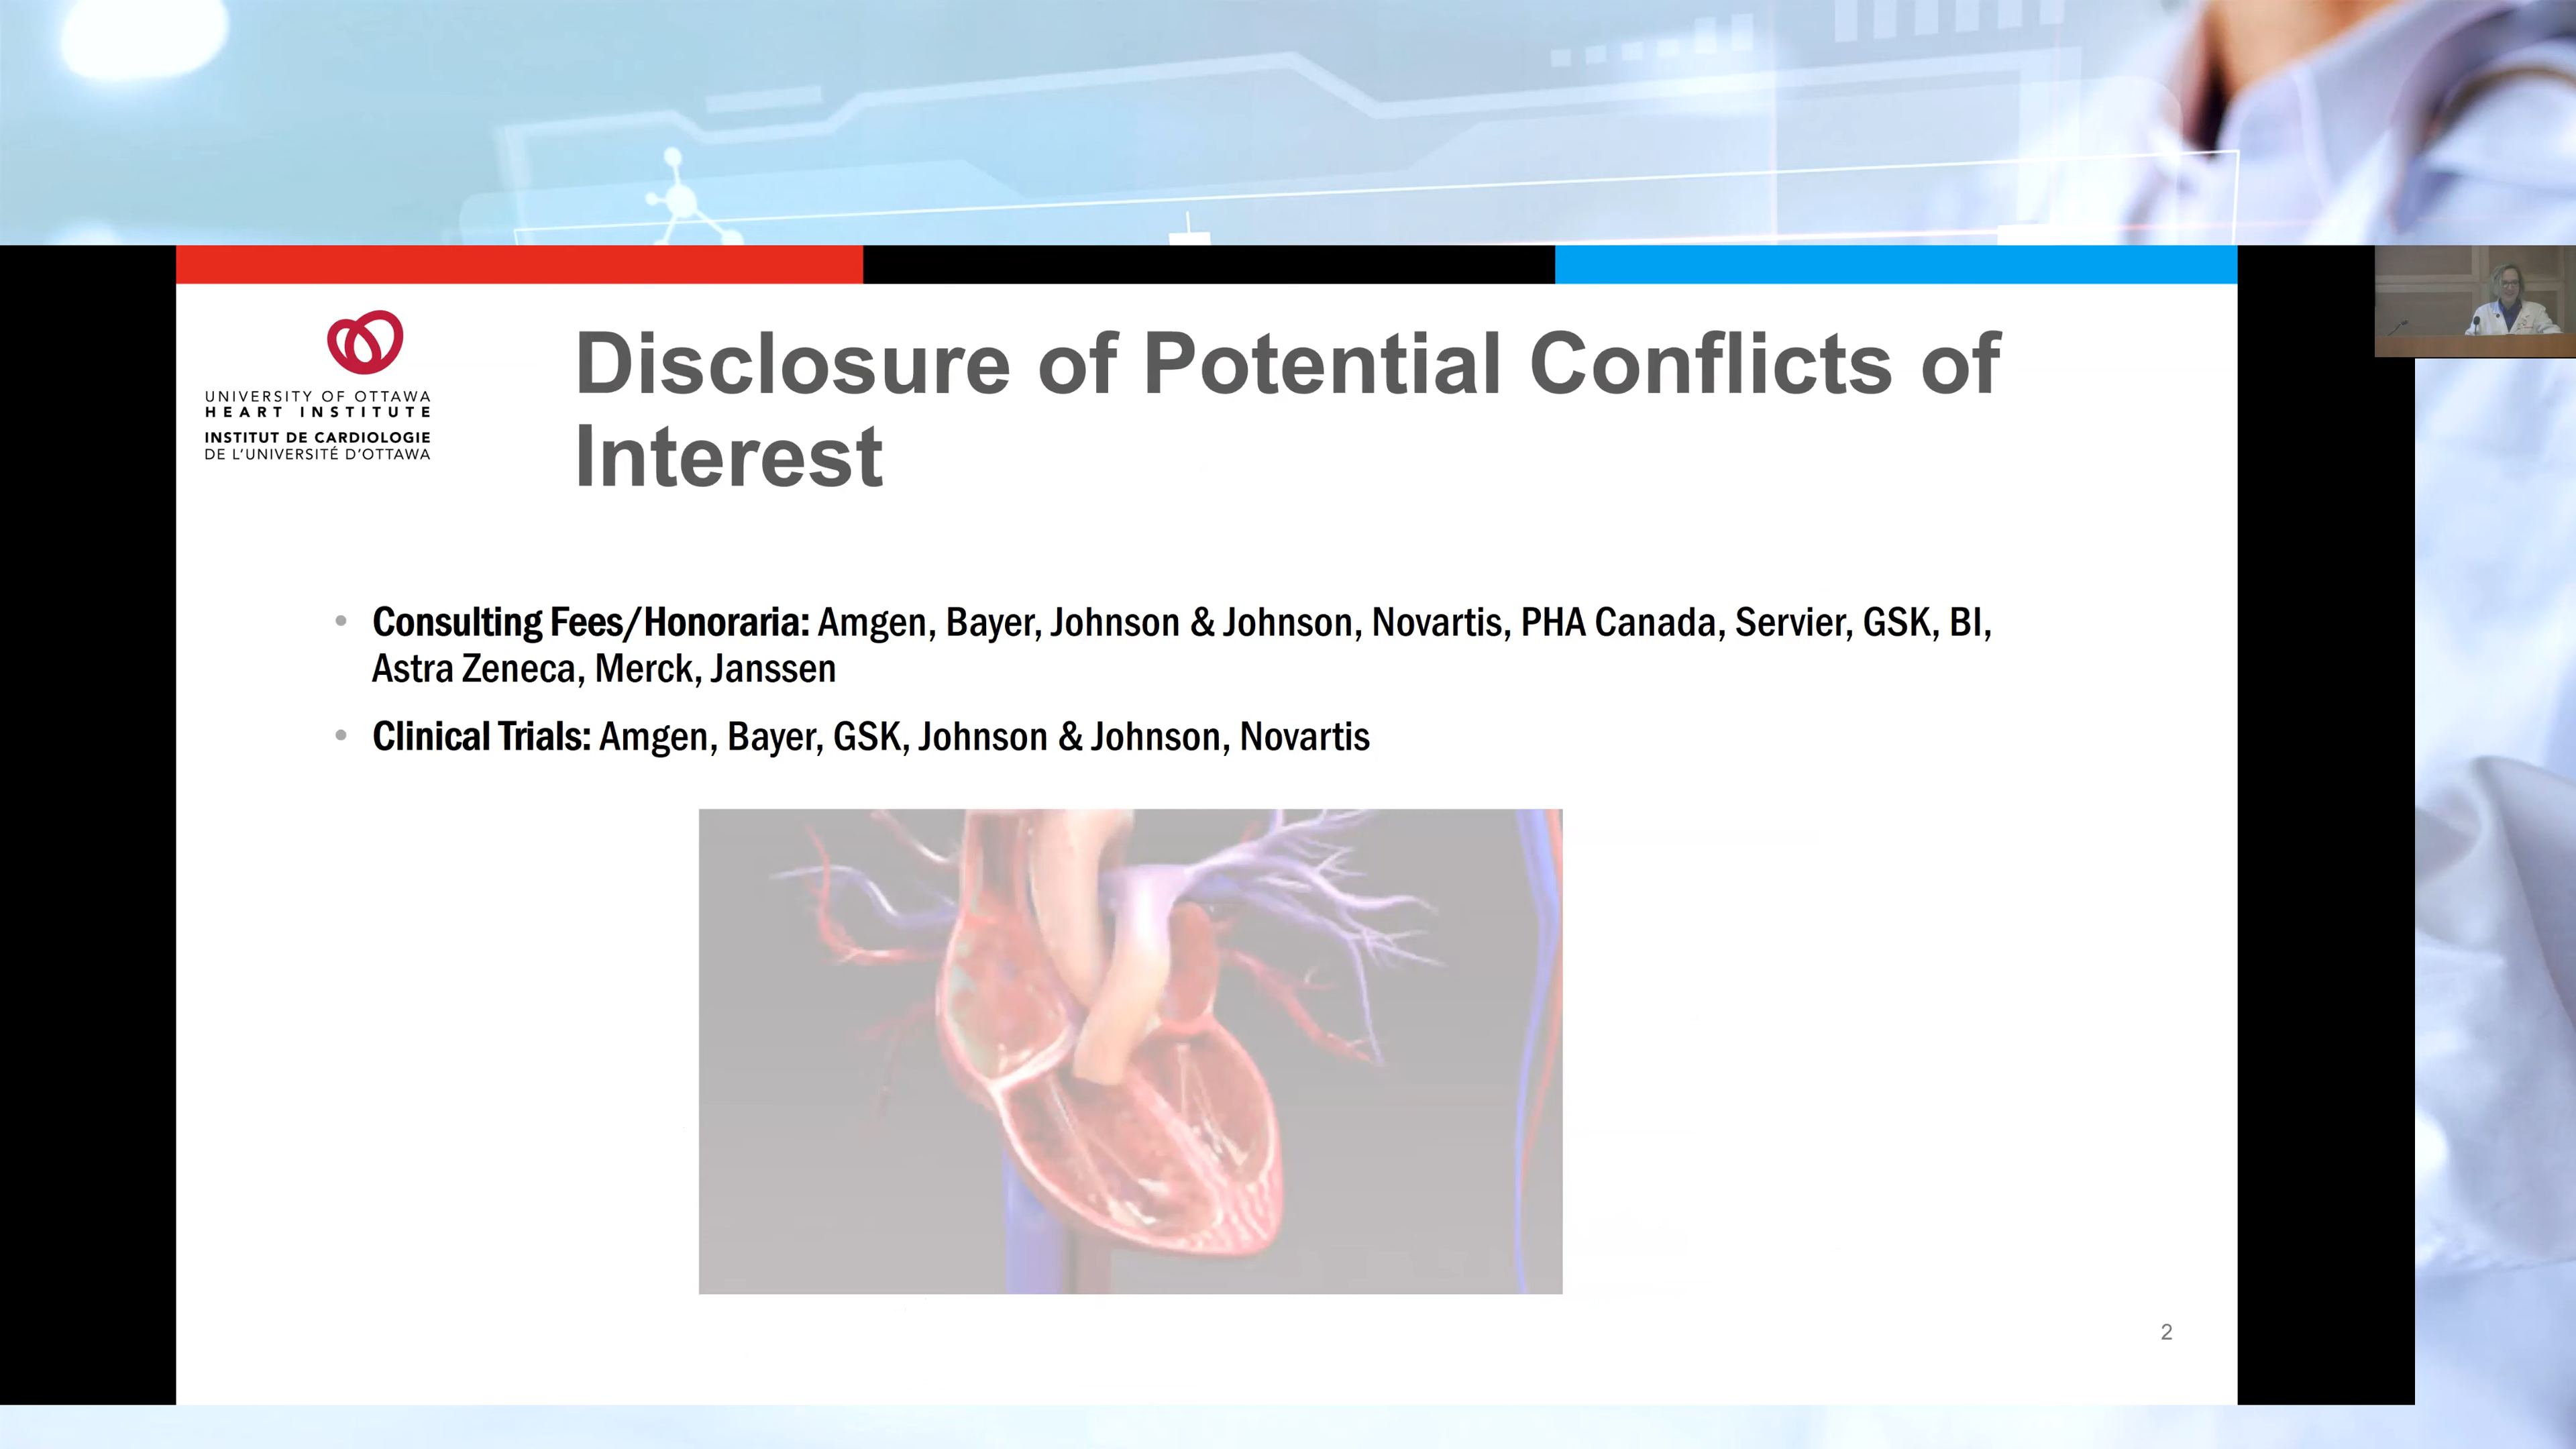 UNIVERSITY OF OTTAWA
HEART INSTITUTE
INSTITUT DE CARDIOLOGIE
DE L'UNIVERSITÉ D'OTTAWA
Disclosure of Potential Conflicts of
Interest
• Consulting Fees/Honoraria: Amgen, Bayer, Johnson & Johnson, Novartis, PHA Canada, Servier, GSK, BI,
Astra Zeneca, Merck, Janssen
• Clinical Trials: Amgen, Bayer, GSK, Johnson & Johnson, Novartis
2